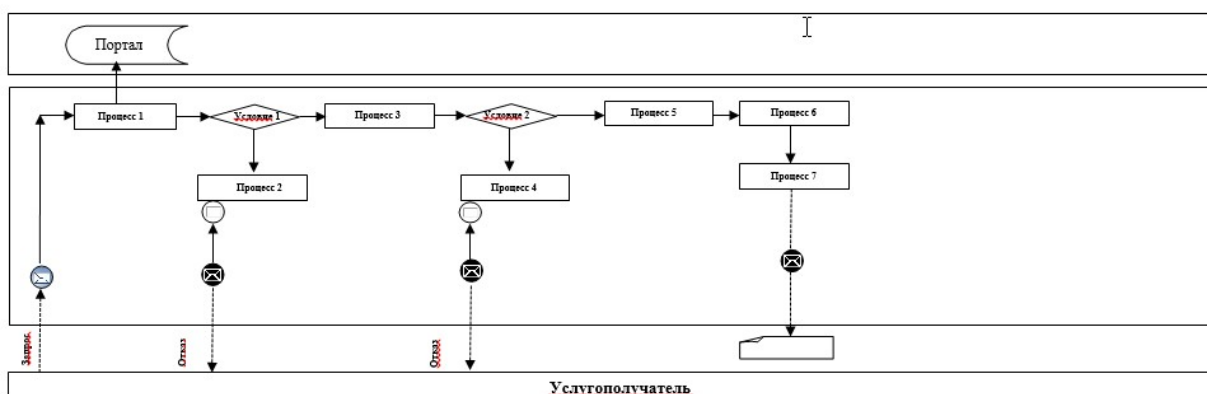 Портал
Процесс 1
Условие 1
Процесс 3
Условие 2
Процесс 5
Процесс 6
Процесс 2
Процесс 4
Процесс 7
Запрос
Отказ
Отказ
Услугополучатель